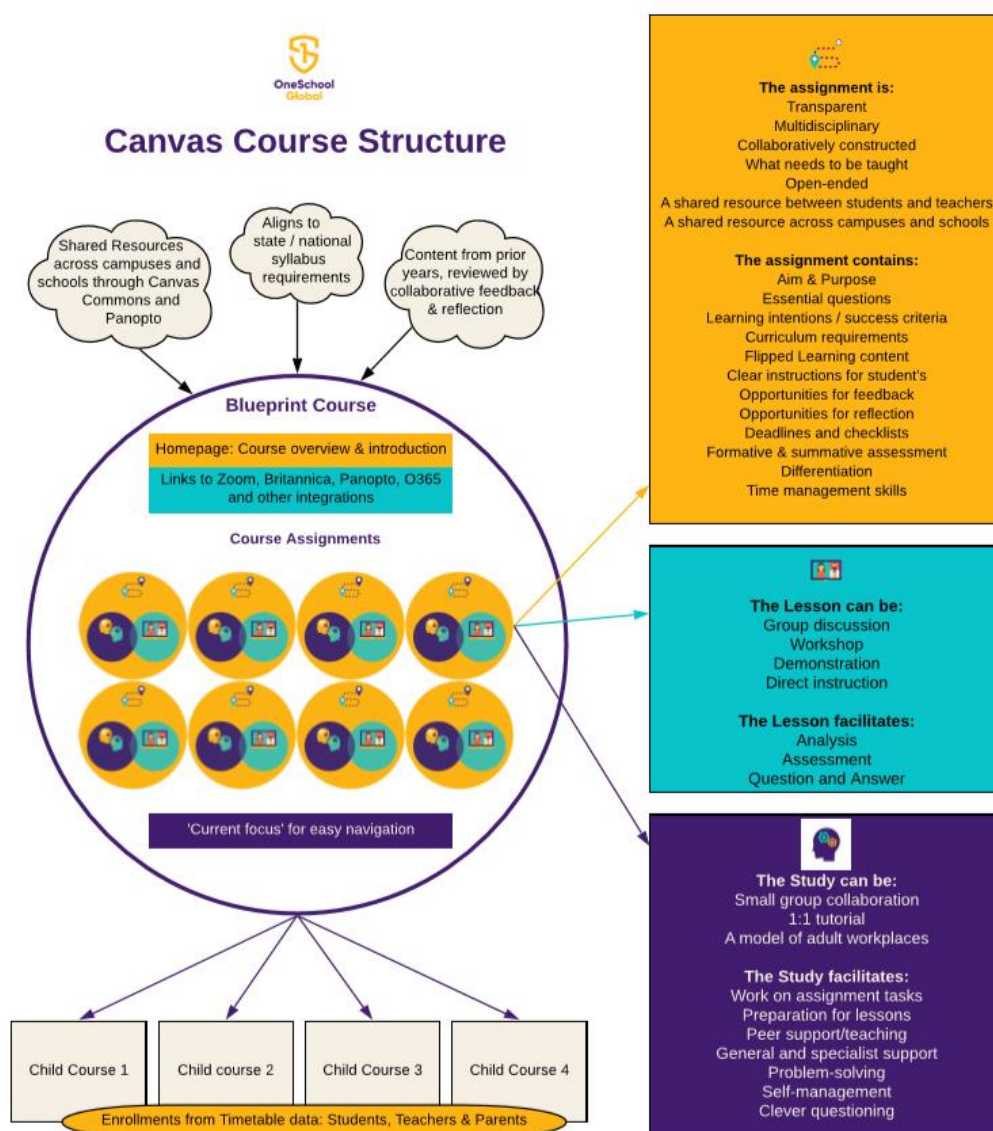 OneSchool
Global
Canvas Course Structure
Shared Resources
across campuses and
schools through Canvas
Commons and
Panopto
Aligns to
state / national
syllabus
requirements
Content from prior
years, reviewed by
collaborative feedback
& reflection
Blueprint Course
Homepage: Course overview & introduction
Links to Zoom, Britannica, Panopto, O365
and other integrations
Course Assignments
'Current focus' for easy navigation
Child Course 1
Child course 2
Child Course 3
Child Course 4
Enrollments from Timetable data: Students, Teachers & Parents
The assignment is:
Transparent
Multidisciplinary
Collaboratively constructed
What needs to be taught
Open-ended
A shared resource between students and teachers
A shared resource across campuses and schools
The assignment contains:
Aim & Purpose
Essential questions
Learning intentions / success criteria
Curriculum requirements
Flipped Learning content
Clear instructions for student's
Opportunities for feedback
Opportunities for reflection
Deadlines and checklists
Formative & summative assessment
Differentiation
Time management skills
The Lesson can be:
Group discussion
Workshop
Demonstration
Direct instruction
The Lesson facilitates:
Analysis
Assessment
Question and Answer
The Study can be:
Small group collaboration
1:1 tutorial
A model of adult workplaces
The Study facilitates:
Work on assignment tasks
Preparation for lessons
Peer support/teaching
General and specialist support
Problem-solving
Self-management
Clever questioning